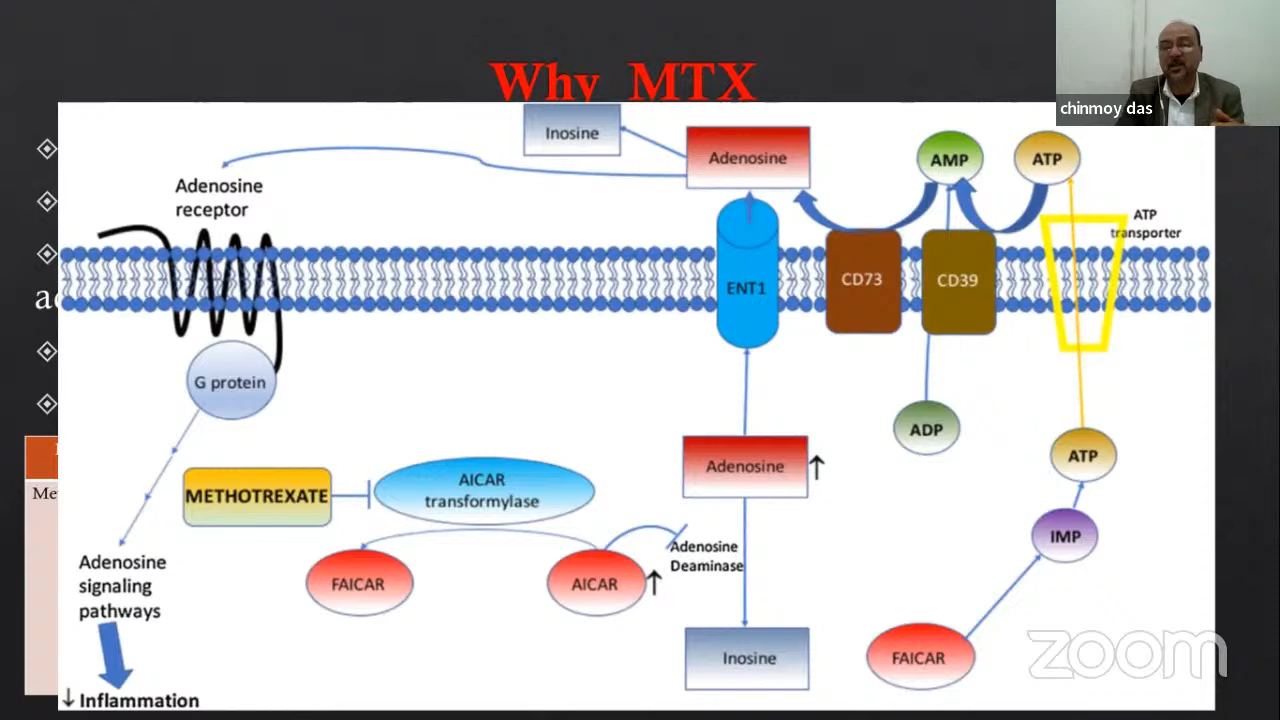 Why MTX
chinmoy das
Inosine
Adenosine
AMP
ATP
Adenosine
receptor
ATP
transporter
ENT1
CD73
CD39
G protein
ADP
ATP
Adenosine ↑
METHOTREXATE
AICAR
transformylase
IMP
Adenosine
Deaminase
FAICAR
AICAR ↑
Adenosine
signaling
pathways
Inosine
FAICAR
zoom
↓ Inflammation